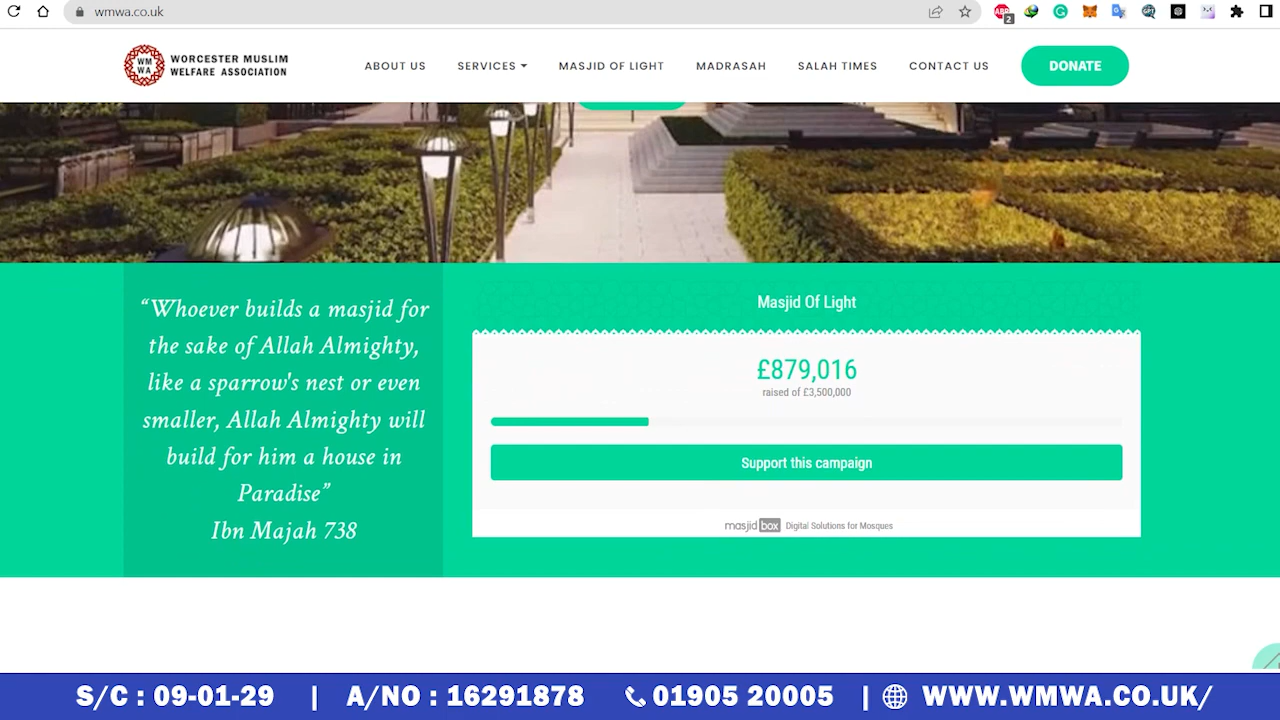 wmwa.co.uk
ABP
2
GPT
WM
WA
WORCESTER MUSLIM
WELFARE ASSOCIATION
ABOUT US
SERVICES
MASJID OF LIGHT
MADRASAH
SALAH TIMES
CONTACT US
DONATE
“Whoever builds a masjid for
the sake of Allah Almighty,
like a sparrow's nest or even
smaller, Allah Almighty will
build for him a house in
Paradise”
Ibn Majah 738
Masjid Of Light
£879,016
raised of £3,500,000
Support this campaign
masjid box Digital Solutions for Mosques
S/C : 09-01-29 | A/NO : 16291878 01905 20005 | WWW.WMWA.CO.UK/